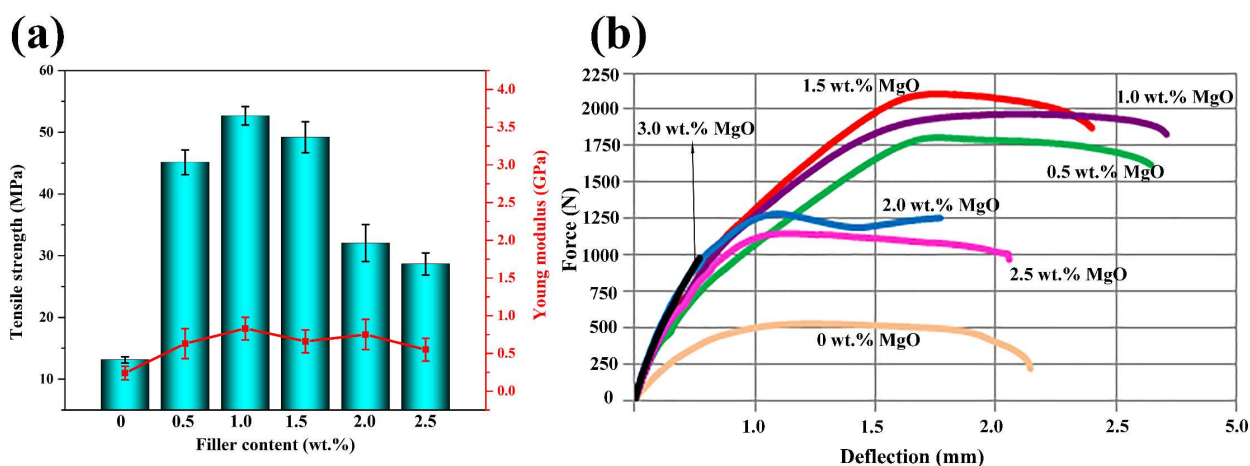 (a)
Tensile strength (MPa)
60
50
40
30
20
10
0
0.5
1.0
1.5
2.0
2.5
Filler content (wt.%)
4.0
3.5
3.0
2.5
2.0
1.5
1.0
0.5
0.0
Young modulus (GPa)
(b)
Force (N)
2250
2000
1750
1500
1250
1000
750
500
250
0
1.5 wt.% MgO
1.0 wt.% MgO
3.0 wt.% MgO
0.5 wt.% MgO
2.0 wt.% MgO
2.5 wt.% MgO
0 wt.% MgO
1.0
1.5
2.0
2.5
5.0
Deflection (mm)